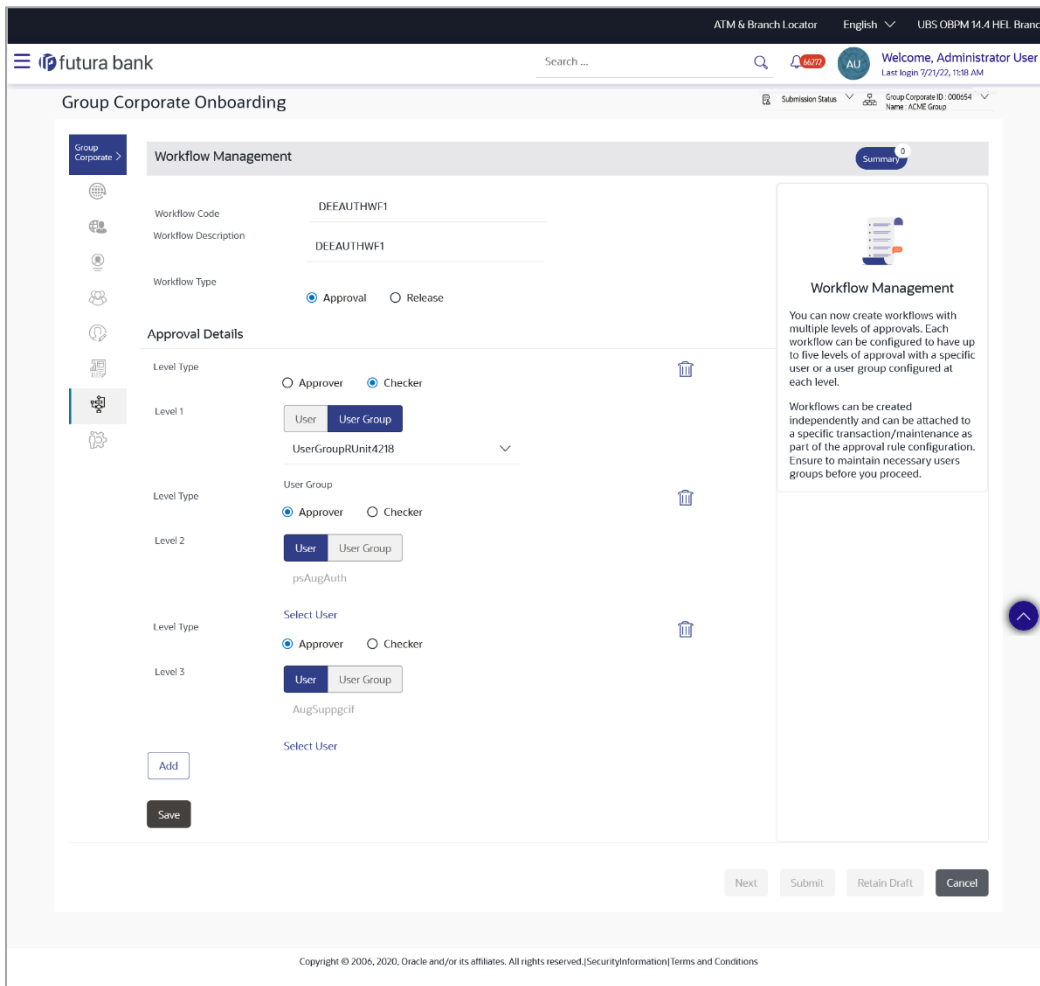 ATM & Branch Locator English UBS OBPM 14.4 HEL Branc
futura bank Search ... 66277 AU Welcome, Administrator User
Last login 7/21/22, 11:18 AM
Group Corporate Onboarding Submission Status Group Corporate ID : 000654
Name : ACME Group
Group
Corporate > Workflow Management Summary 0
Workflow Code DEEAUTHWF1
Workflow Description DEEAUTHWF1
Workflow Type Approval Release
Approval Details
Level Type Approver Checker
Level 1 User User Group
UserGroupRUnit4218
User Group
Level Type Approver Checker
Level 2 User User Group
psAugAuth
Select User
Level Type Approver Checker
Level 3 User User Group
AugSuppgcif
Select User
Add
Save
Workflow Management
You can now create workflows with
multiple levels of approvals. Each
workflow can be configured to have up
to five levels of approval with a specific
user or a user group configured at
each level.
Workflows can be created
independently and can be attached to
a specific transaction/maintenance as
part of the approval rule configuration.
Ensure to maintain necessary users
groups before you proceed.
Next Submit Retain Draft Cancel
Copyright © 2006, 2020, Oracle and/or its affiliates. All rights reserved.|SecurityInformation|Terms and Conditions